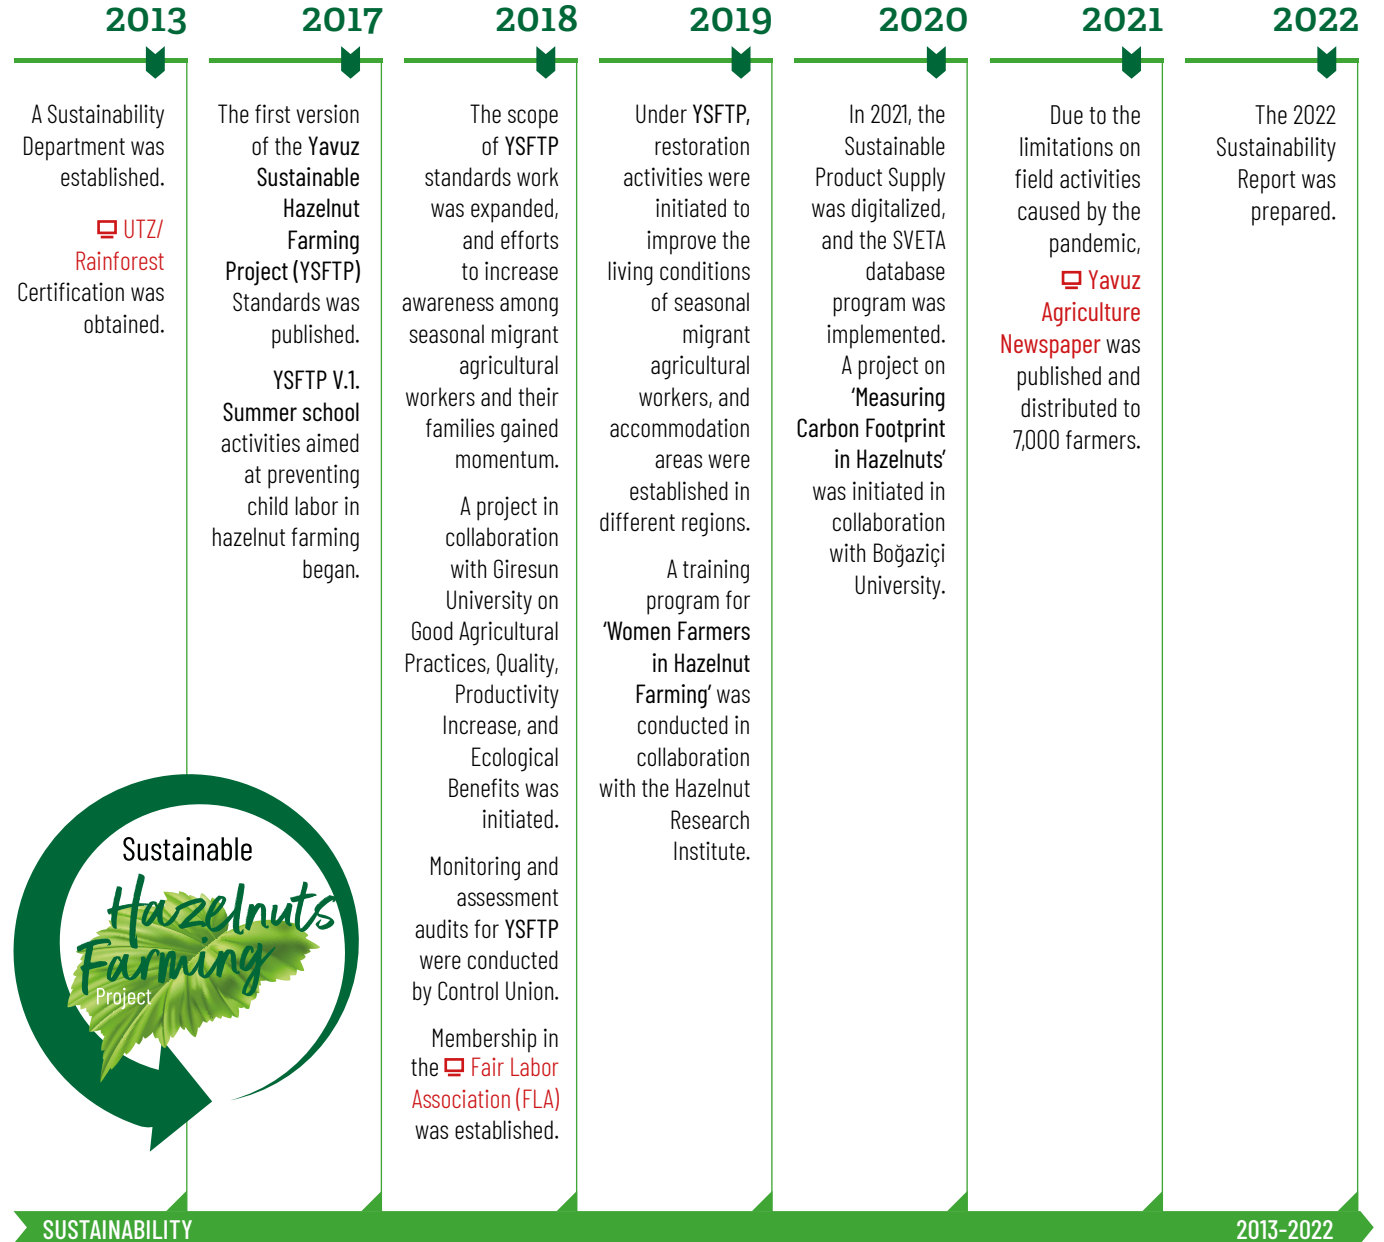 2013
A Sustainability
Department was
established.
UTZ/
Rainforest
Certification was
obtained.
2017
The first version
of the Yavuz
Sustainable
Hazelnut
Farming
Project (YSFTP)
Standards was
published.
YSFTP V.1.
Summer school
activities aimed
at preventing
child labor in
hazelnut farming
began.
2018
The scope
of YSFTP
standards work
was expanded,
and efforts
to increase
awareness among
seasonal migrant
agricultural
workers and their
families gained
momentum.
A project in
collaboration
with Giresun
University on
Good Agricultural
Practices, Quality,
Productivity
Increase, and
Ecological
Benefits was
initiated.
Monitoring and
assessment
audits for YSFTP
were conducted
by Control Union.
Membership in
the Fair Labor
Association (FLA)
was established.
2019
Under YSFTP,
restoration
activities were
initiated to
improve the
living conditions
of seasonal
migrant
agricultural
workers, and
accommodation
areas were
established in
different regions.
A training
program for
‘Women Farmers
in Hazelnut
Farming’ was
conducted in
collaboration
with the Hazelnut
Research
Institute.
2020
In 2021, the
Sustainable
Product Supply
was digitalized,
and the SVETA
database
program was
implemented.
A project on
‘Measuring
Carbon Footprint
in Hazelnuts’
was initiated in
collaboration
with Boğaziçi
University.
2021
Due to the
limitations on
field activities
caused by the
pandemic,
Yavuz
Agriculture
Newspaper was
published and
distributed to
7,000 farmers.
2022
The 2022
Sustainability
Report was
prepared.
Sustainable
Hazelnuts
Farming
Project
SUSTAINABILITY
2013-2022